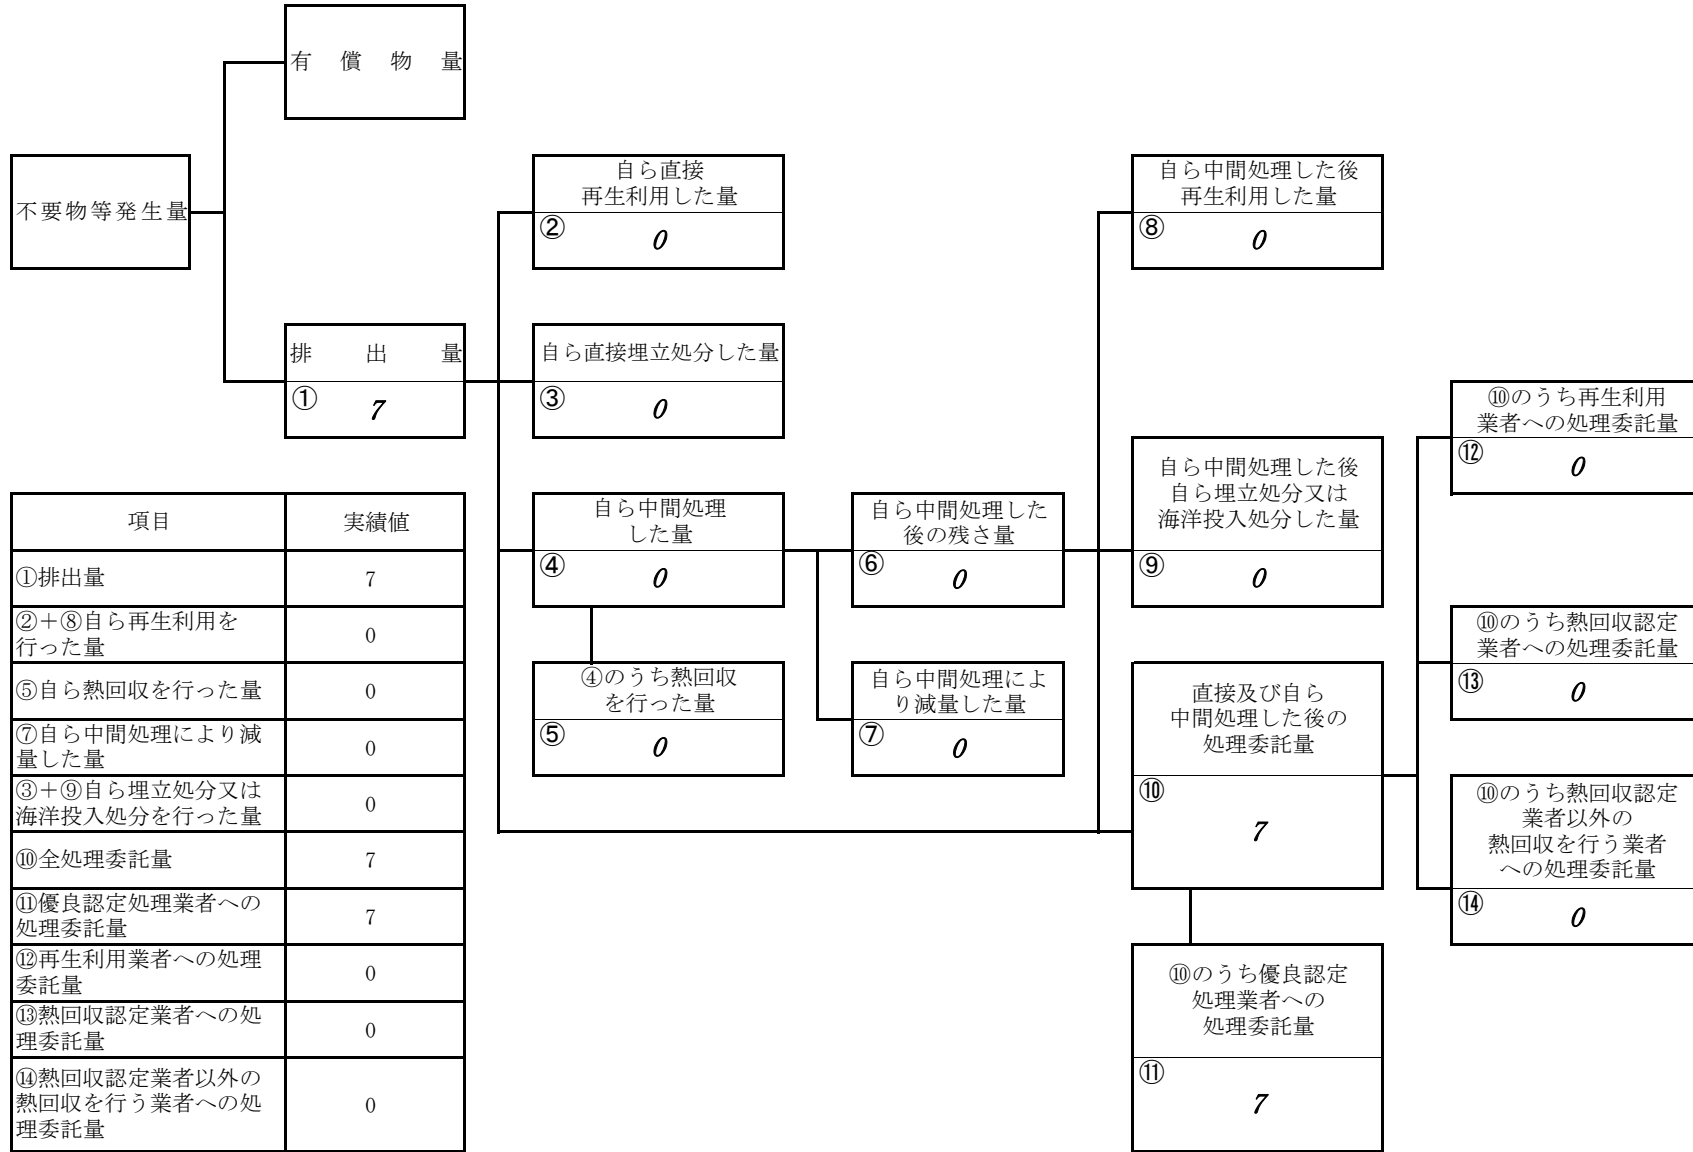 有償物量
不要物等発生量
自ら直接
再生利用した量
②
0
自ら中間処理した後
再生利用した量
⑧
0
排出量
①
7
自ら直接埋立処分した量
③
0
⑩のうち再生利用
業者への処理委託量
⑫
0
自ら中間処理
した量
④
0
自ら中間処理した
後の残さ量
⑥
0
自ら中間処理した後
自ら埋立処分又は
海洋投入処分した量
⑨
0
⑩のうち熱回収認定
業者への処理委託量
⑬
0
④のうち熱回収
を行った量
⑤
0
自ら中間処理によ
り減量した量
⑦
0
直接及び自ら
中間処理した後の
処理委託量
⑩
7
⑩のうち熱回収認定
業者以外の
熱回収を行う業者
への処理委託量
⑭
0
⑩のうち優良認定
処理業者への
処理委託量
⑪
7
項目 実績値
①排出量 7
②＋⑧自ら再生利用を
行った量 0
⑤自ら熱回収を行った量 0
⑦自ら中間処理により減
量した量 0
③＋⑨自ら埋立処分又は
海洋投入処分を行った量 0
⑩全処理委託量 7
⑪優良認定処理業者への
処理委託量 7
⑫再生利用業者への処理
委託量 0
⑬熱回収認定業者への処
理委託量 0
⑭熱回収認定業者以外の
熱回収を行う業者への処
理委託量 0